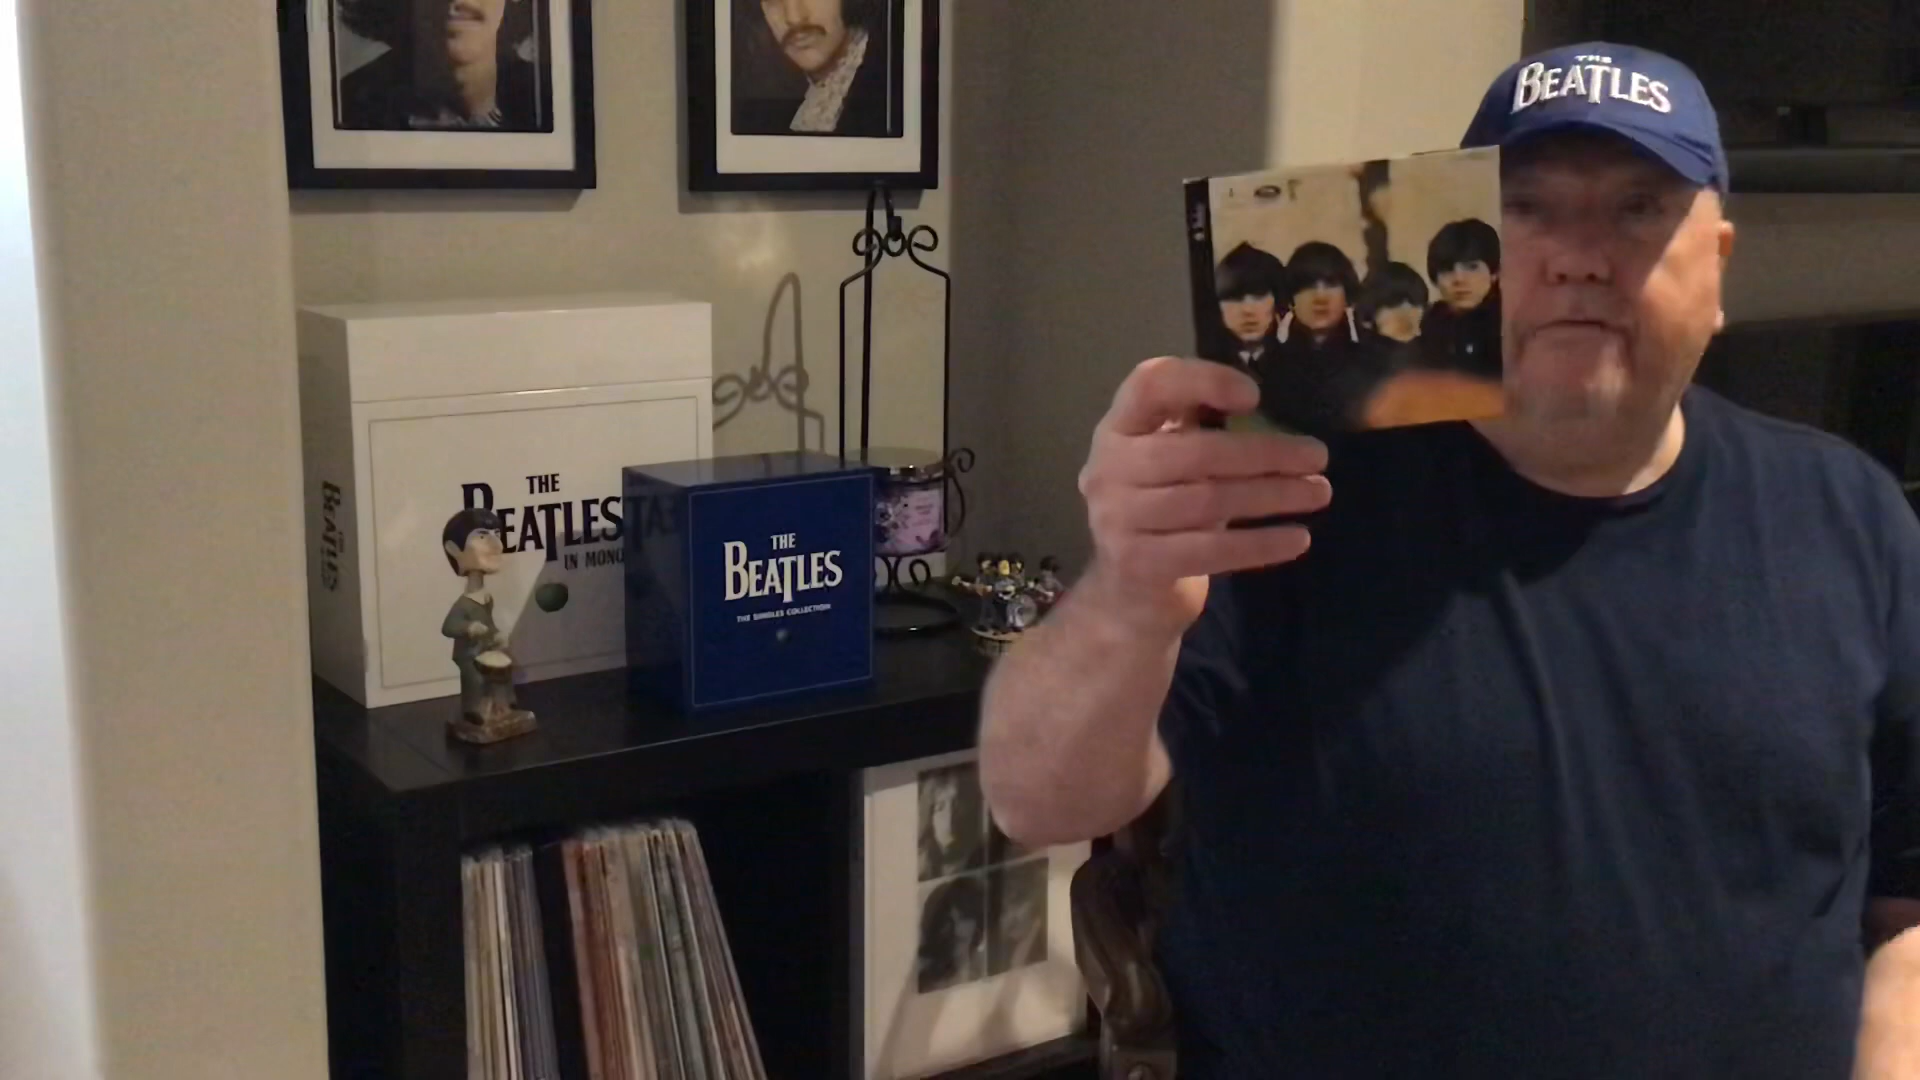 THE
BEATLES
THE
BEATLES
IN MONO
THE
BEATLES
THE
BEATLES
THE SINGLES COLLECTION